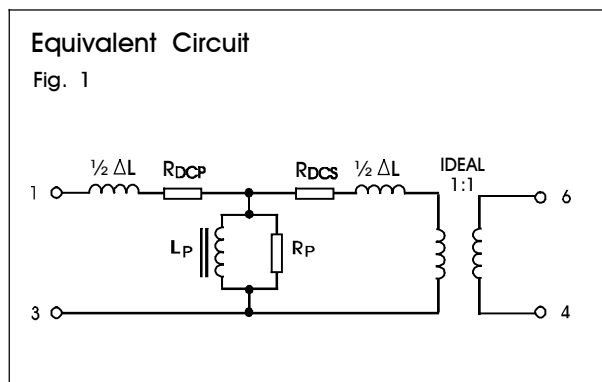 Equivalent Circuit
Fig. 1
½ ΔL
RDCP
RDCS
½ ΔL
IDEAL
1:1
1
6
LP
RP
3
4